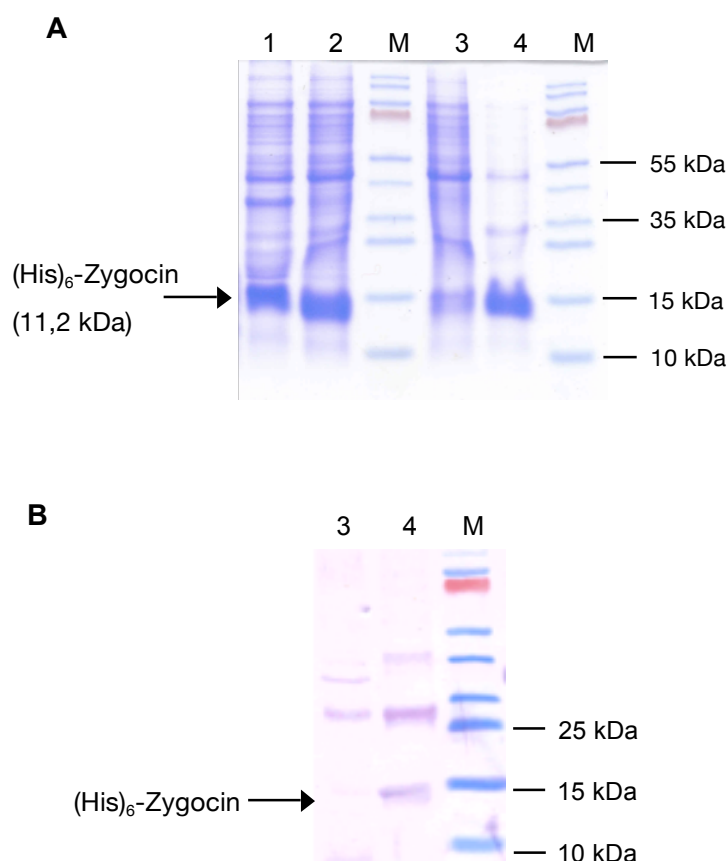 A
1 2 M 3 4 M
55 kDa
35 kDa
(His)₆-Zygocin
(11,2 kDa)
15 kDa
10 kDa
B
3 4 M
25 kDa
(His)₆-Zygocin
15 kDa
10 kDa